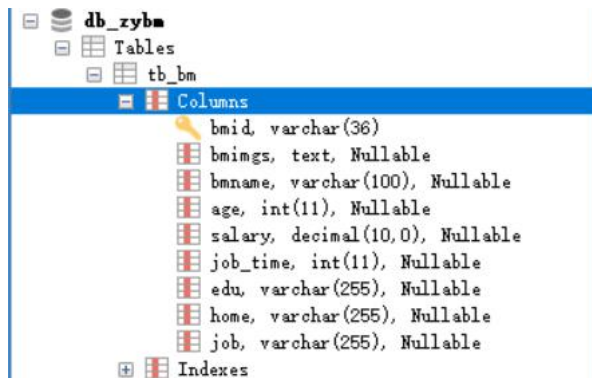 db_zybm
Tables
tb_bm
Columns
bmid, varchar(36)
bmimgs, text, Nullable
bmname, varchar(100), Nullable
age, int(11), Nullable
salary, decimal(10,0), Nullable
job_time, int(11), Nullable
edu, varchar(255), Nullable
home, varchar(255), Nullable
job, varchar(255), Nullable
Indexes